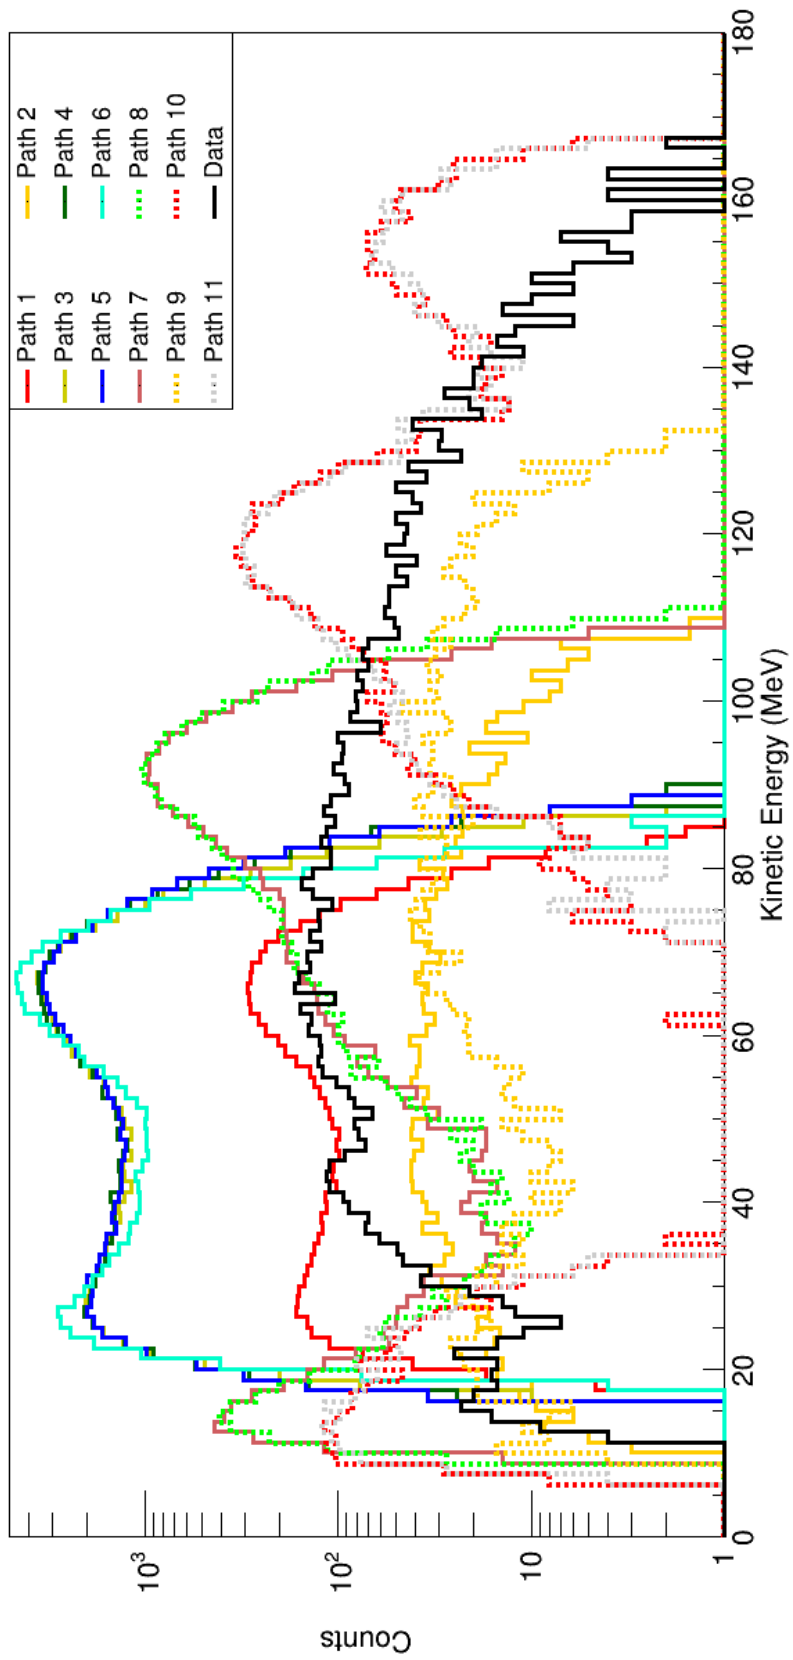 Path 1 Path 2
Path 3 Path 4
Path 5 Path 6
Path 7 Path 8
Path 9 Path 10
Path 11 Data
Counts
10³
10²
10
1
0 20 40 60 80 100 120 140 160 180
Kinetic Energy (MeV)